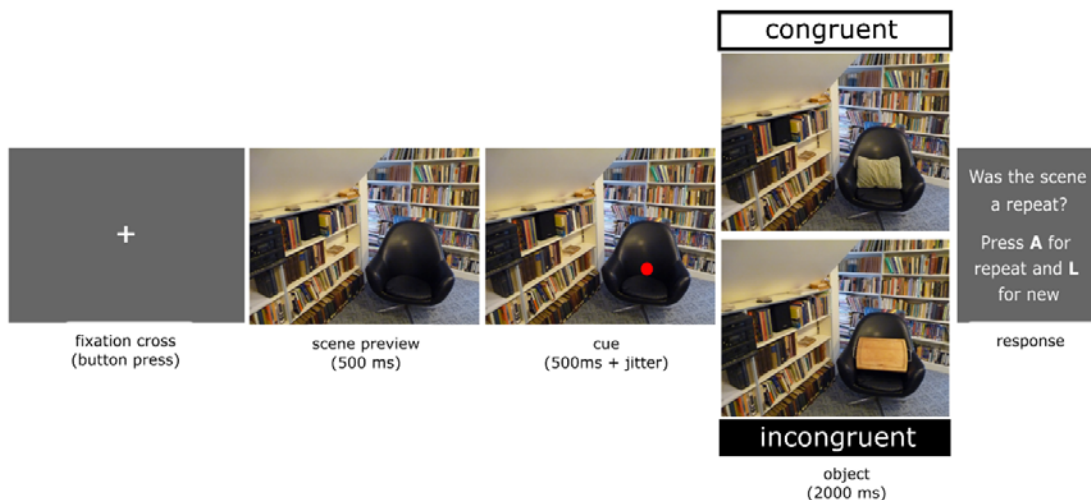 congruent
+
Was the scene
a repeat?
Press A for
repeat and L
for new
fixation cross
(button press)
scene preview
(500 ms)
cue
(500ms + jitter)
response
incongruent
object
(2000 ms)